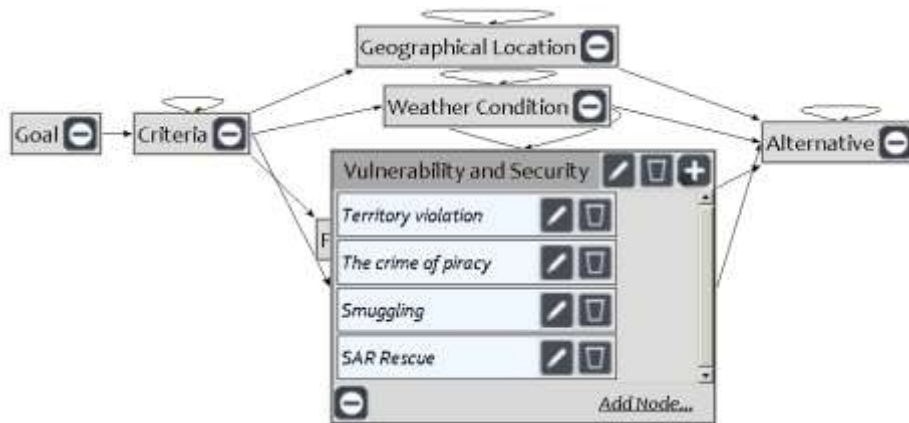 Geographical Location
Weather Condition
Goal
Criteria
Alternative
Vulnerability and Security
Territory violation
F
The crime of piracy
Smuggling
SAR Rescue
Add Node...